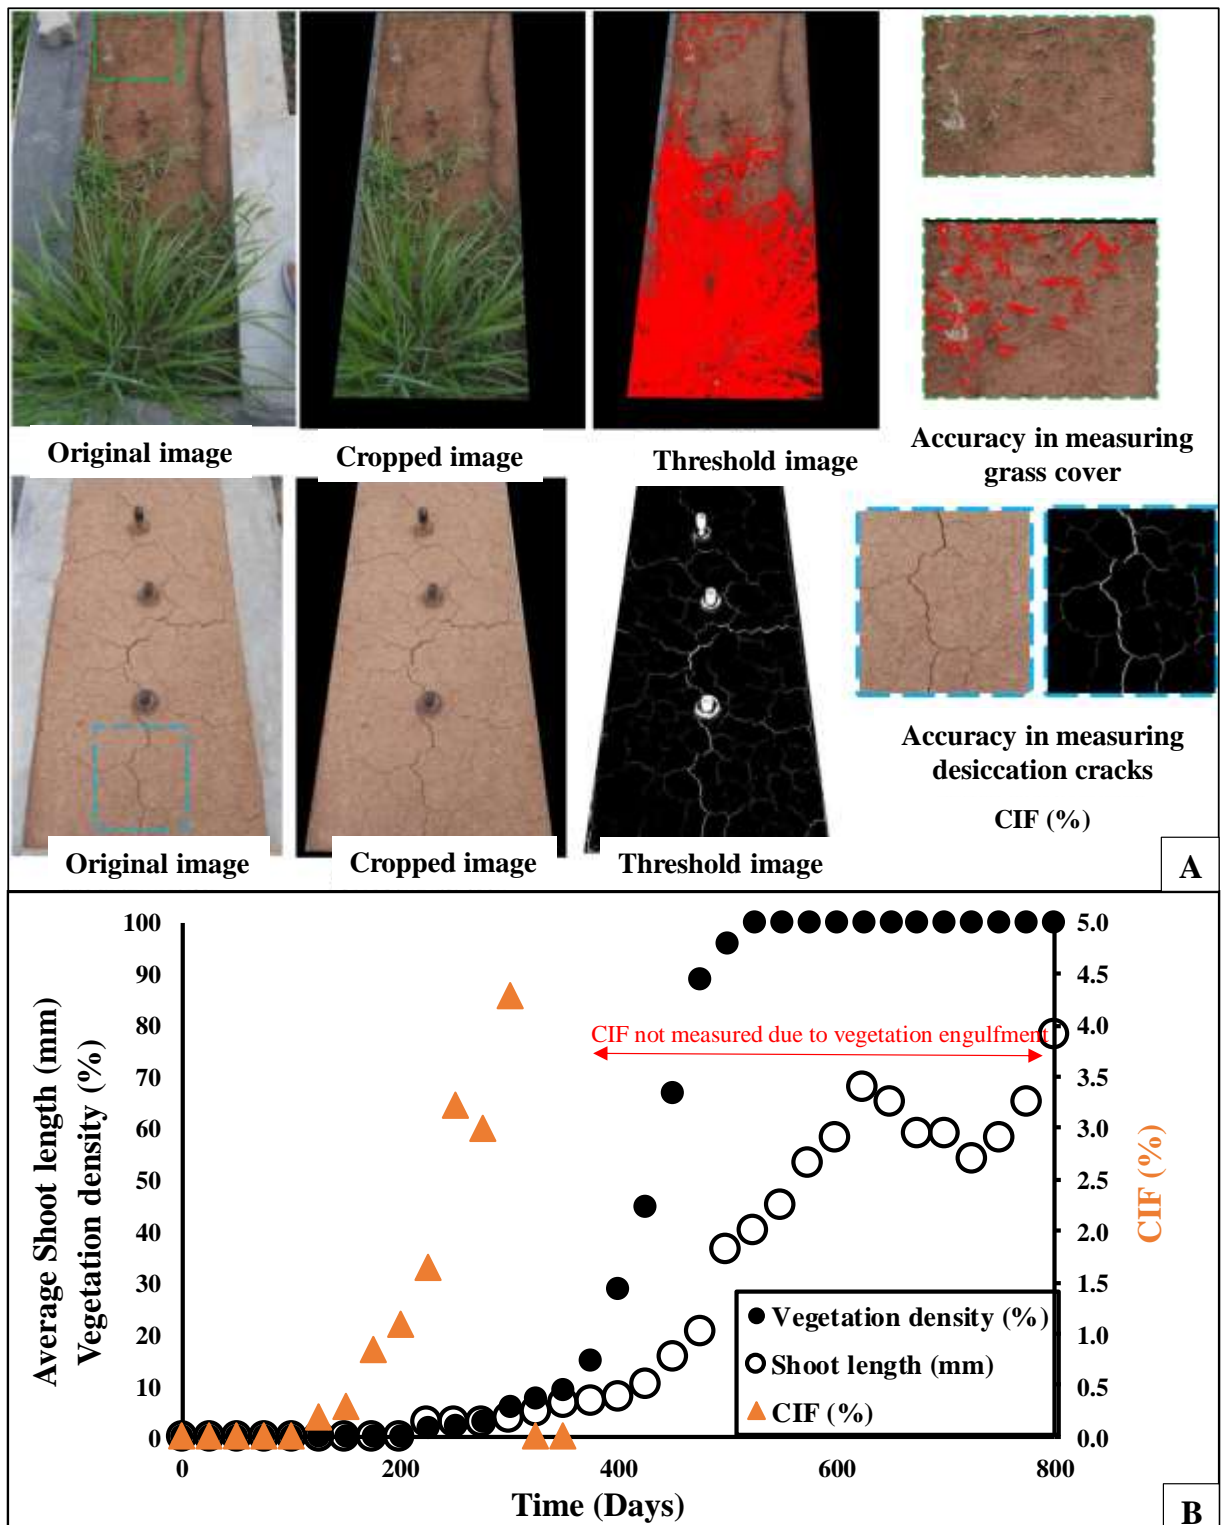 Original image
Cropped image
Threshold image
Accuracy in measuring
grass cover
Original image
Cropped image
Threshold image
Accuracy in measuring
desiccation cracks
CIF (%)
A
Average Shoot length (mm)
Vegetation density (%)
100
90
80
70
60
50
40
30
20
10
0
CIF not measured due to vegetation engulfment
5.0
4.5
4.0
3.5
3.0
2.5
2.0
1.5
1.0
0.5
0.0
CIF (%)
Vegetation density (%)
Shoot length (mm)
CIF (%)
0
200
400
600
800
Time (Days)
B